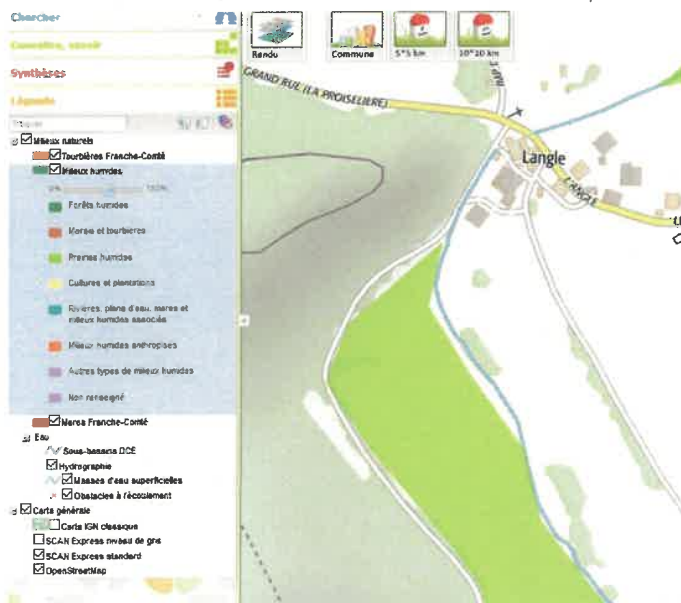 Chercher
Connaître, savoir
Synthèses
Légende
Milieux naturels
Tourbières Franche-Comté
Milieux humides
0% 100%
Forêts humides
Marais et tourbières
Prairies humides
Cultures et plantations
Rivières, plans d'eau, mares et
milieux humides associés
Milieux humides anthropisés
Autres types de milieux humides
Non renseigné
Mares Franche-Comté
Eau
Sous-bassins DCE
Hydrographie
Masses d'eau superficielles
Obstacles à l'écoulement
Carte générale
Carte IGN classique
SCAN Express niveau de gris
SCAN Express standard
OpenStreetMap
Rendu
Commune
5*5 km
10*10 km
GRAND RUE (LA PROISELIERE)
Langle
L'ANGLE